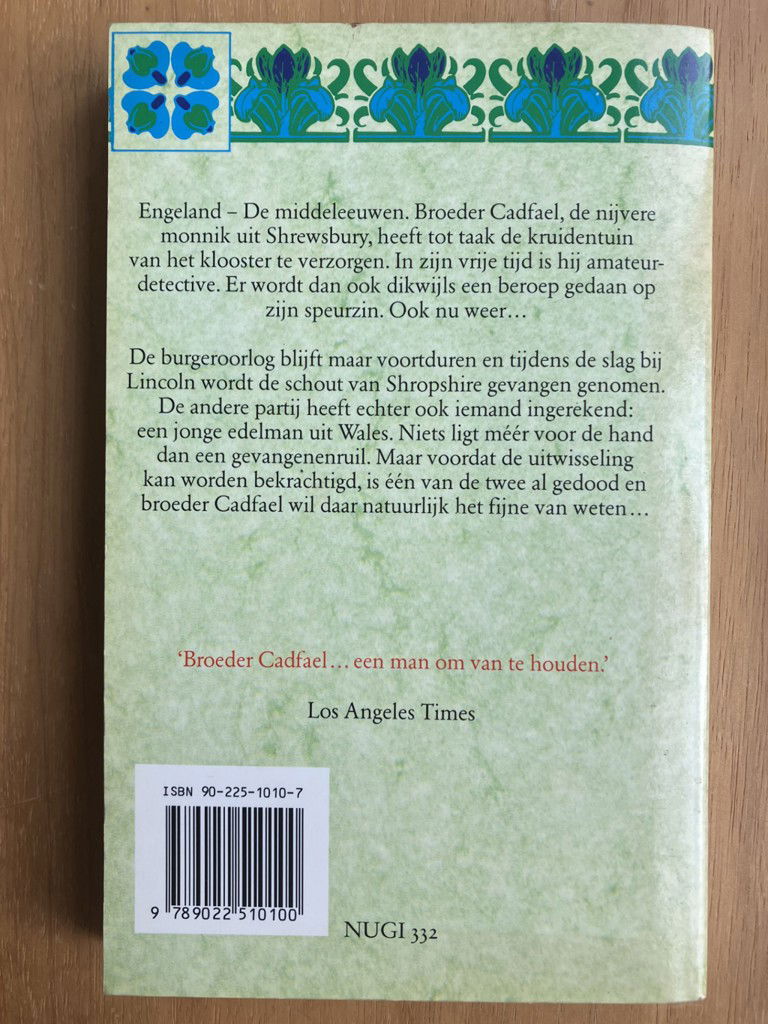 Engeland – De middeleeuwen. Broeder Cadfael, de nijvere
monnik uit Shrewsbury, heeft tot taak de kruidentuin
van het klooster te verzorgen. In zijn vrije tijd is hij amateur-
detective. Er wordt dan ook dikwijls een beroep gedaan op
zijn speurzin. Ook nu weer…
De burgeroorlog blijft maar voortduren en tijdens de slag bij
Lincoln wordt de schout van Shropshire gevangen genomen.
De andere partij heeft echter ook iemand ingerekend:
een jonge edelman uit Wales. Niets ligt méér voor de hand
dan een gevangenenruil. Maar voordat de uitwisseling
kan worden bekrachtigd, is één van de twee al gedood en
broeder Cadfael wil daar natuurlijk het fijne van weten…
‘Broeder Cadfael… een man om van te houden.’
Los Angeles Times
ISBN 90-225-1010-7
9 789022 510100
NUGI 332